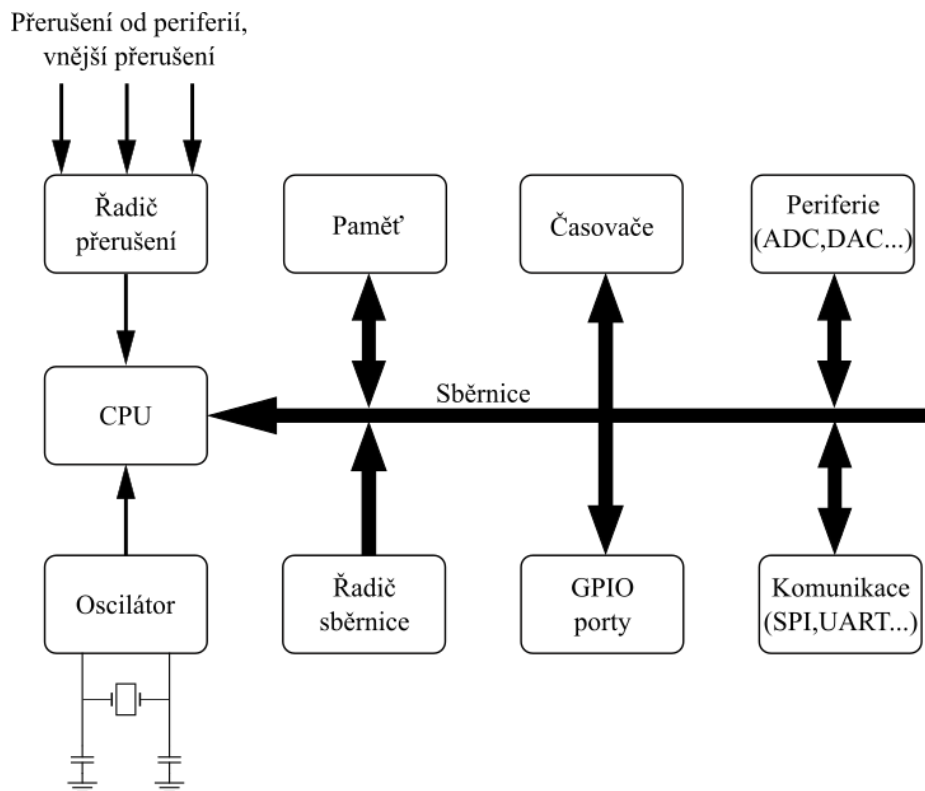 Přerušení od periferií,
vnější přerušení
Řadič
přerušení
Paměť
Časovače
Periferie
(ADC,DAC...)
CPU
Sběrnice
Oscilátor
Řadič
sběrnice
GPIO
porty
Komunikace
(SPI,UART...)